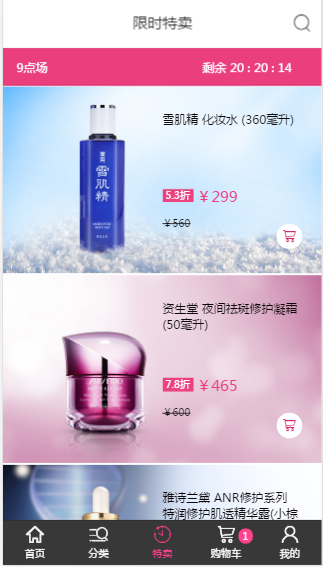 限时特卖
9点场 剩余 20 : 20 : 14
雪肌精 化妆水 (360毫升)
雪肌精
5.3折 ￥299
￥560
资生堂 夜间祛斑修护凝霜
(50毫升)
SHISEIDO
7.8折 ￥465
￥600
雅诗兰黛 ANR修护系列
特润修护肌透精华露(小棕
1
首页 分类 特卖 购物车 我的